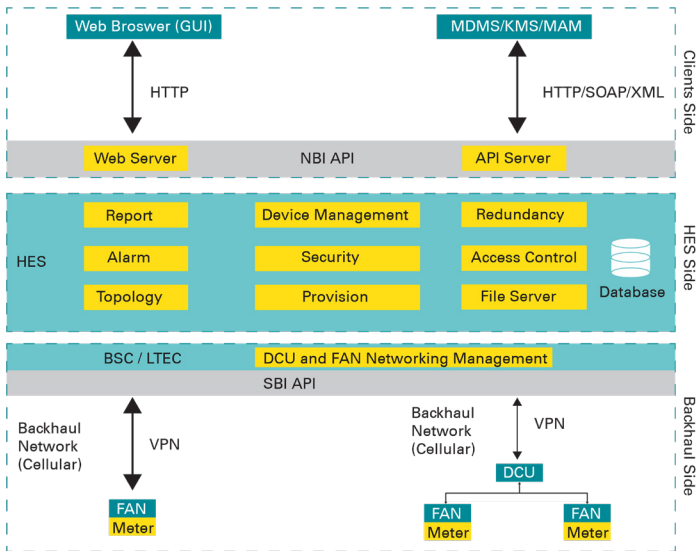 Web Broswer (GUI)
MDMS/KMS/MAM
HTTP
HTTP/SOAP/XML
Clients Side
Web Server
NBI API
API Server
Report
Device Management
Redundancy
HES
Alarm
Security
Access Control
Topology
Provision
File Server
Database
HES Side
BSC / LTEC
DCU and FAN Networking Management
SBI API
Backhaul
Network
(Cellular)
VPN
FAN
Meter
Backhaul
Network
(Cellular)
VPN
DCU
FAN
Meter
FAN
Meter
Backhaul Side